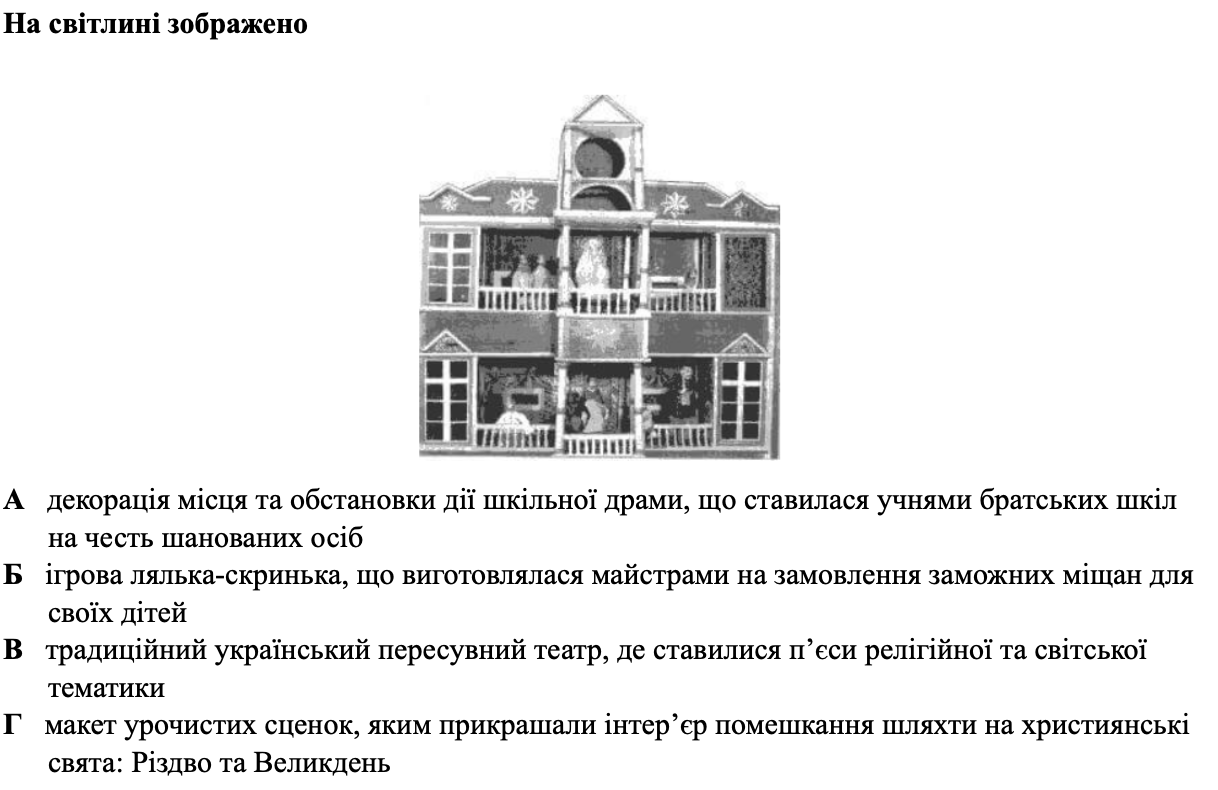 На світлині зображено
А декорація місця та обстановки дії шкільної драми, що ставилася учнями братських шкіл
на честь шанованих осіб
Б ігрова лялька-скринька, що виготовлялася майстрами на замовлення заможних міщан для
своїх дітей
В традиційний український пересувний театр, де ставилися п’єси релігійної та світської
тематики
Г макет урочистих сценок, яким прикрашали інтер’єр помешкання шляхти на християнські
свята: Різдво та Великдень